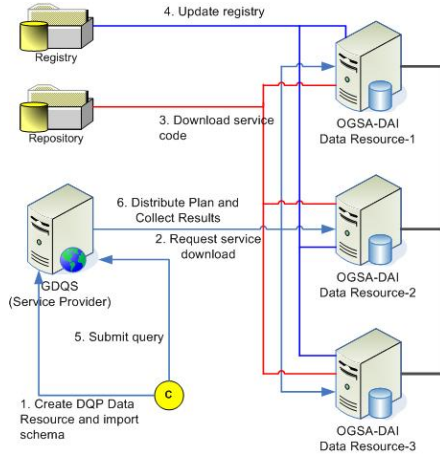 4. Update registry
Registry
Repository
3. Download service
code
OGSA-DAI
Data Resource-1
6. Distribute Plan and
Collect Results
2. Request service
download
GDQS
(Service Provider)
OGSA-DAI
Data Resource-2
5. Submit query
C
1. Create DQP Data
Resource and import
schema
OGSA-DAI
Data Resource-3